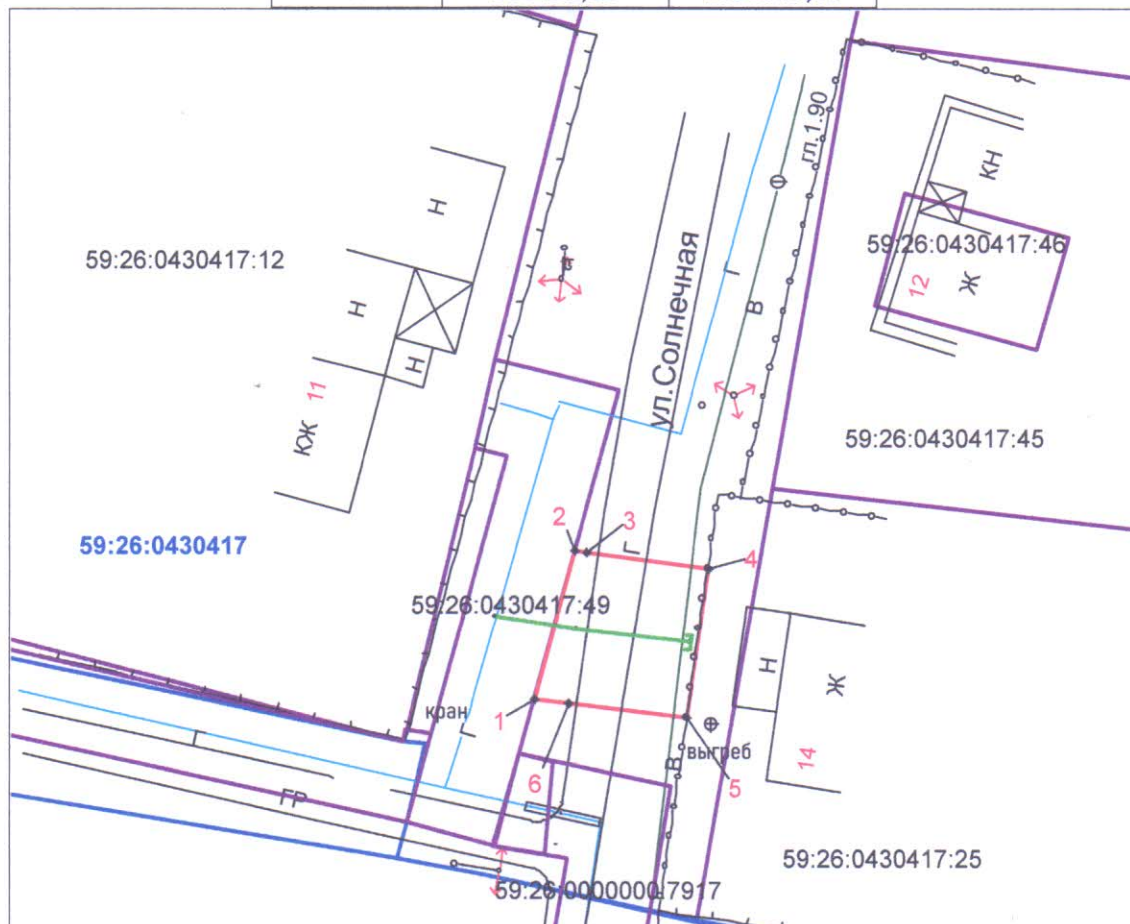 гл.1.90
КН
Н
59:26:0430417:46
59:26:0430417:12
12
Ж
Г
В
ул.Солнечная
Н
Н
11
КЖ
59:26:0430417:45
2
3
59:26:0430417
Г
4
59:26:0430417:49
Н
Ж
1
кран
Г
Г
выгреб
14
В
6
5
ГР
59:26:0430417:25
59:26:0000000:7917